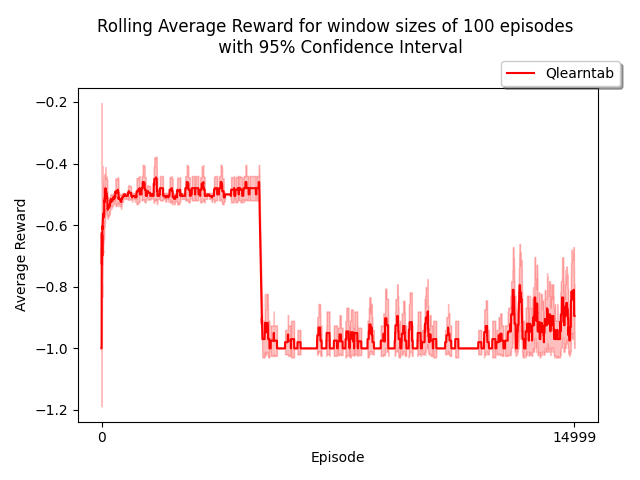 Rolling Average Reward for window sizes of 100 episodes
with 95% Confidence Interval
Qlearntab
−0.2
−0.4
−0.6
−0.8
−1.0
−1.2
Average Reward
0
14999
Episode